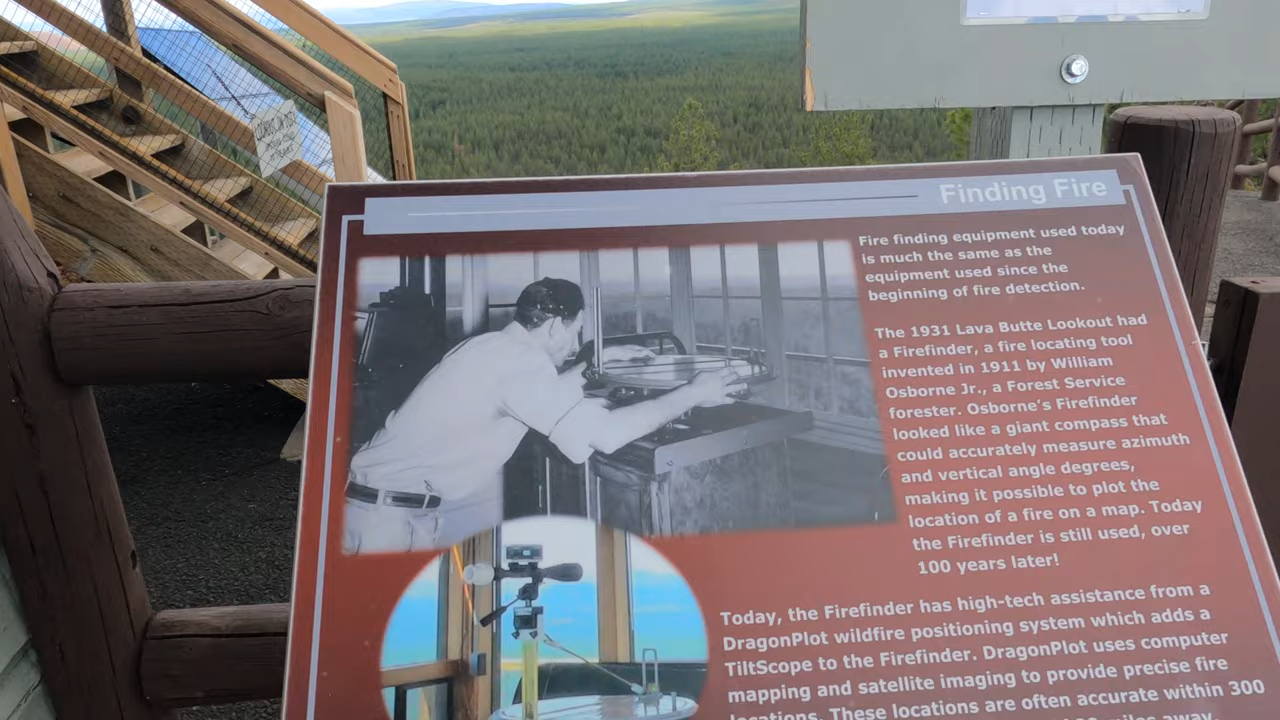 Finding Fire
Fire finding equipment used today
is much the same as the
equipment used since the
beginning of fire detection.
The 1931 Lava Butte Lookout had
a Firefinder, a fire locating tool
invented in 1911 by William
Osborne Jr., a Forest Service
forester. Osborne's Firefinder
looked like a giant compass that
could accurately measure azimuth
and vertical angle degrees,
making it possible to plot the
location of a fire on a map. Today
the Firefinder is still used, over
100 years later!
Today, the Firefinder has high-tech assistance from a
DragonPlot wildfire positioning system which adds a
TiltScope to the Firefinder. DragonPlot uses computer
mapping and satellite imaging to provide precise fire
locations. These locations are often accurate within 300
miles away